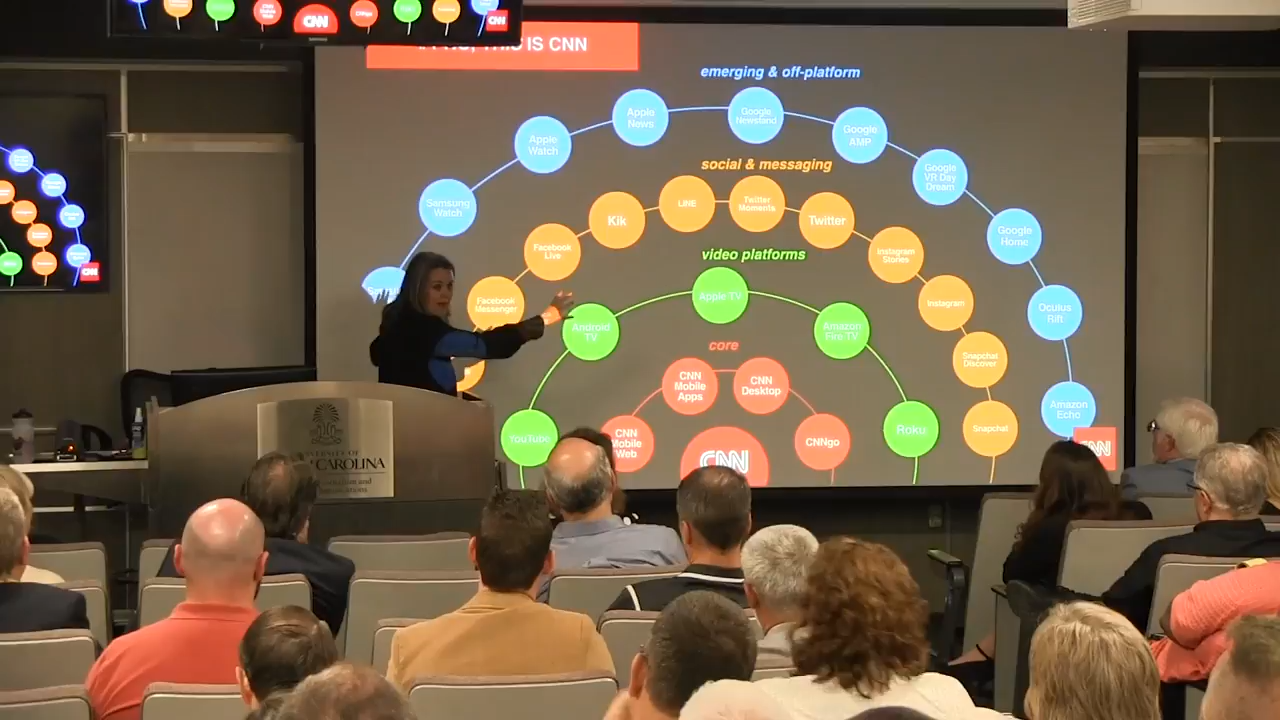 CNN
CNN
THIS IS CNN
emerging & off-platform
Apple
News
Google
Newsstand
Apple
Watch
Google
AMP
Google
VR Day
Dream
Samsung
Watch
Google
Home
Oculus
Rift
Amazon
Echo
social & messaging
Kik
LINE
Twitter
Moments
Twitter
Facebook
Live
Instagram
Stories
Facebook
Messenger
Instagram
Snapchat
Discover
Snapchat
video platforms
Apple TV
Android
TV
Amazon
Fire TV
YouTube
Roku
core
CNN
Mobile
Apps
CNN
Desktop
CNN
Mobile
Web
CNNgo
CNN
CNN
CNN
CAROLINA